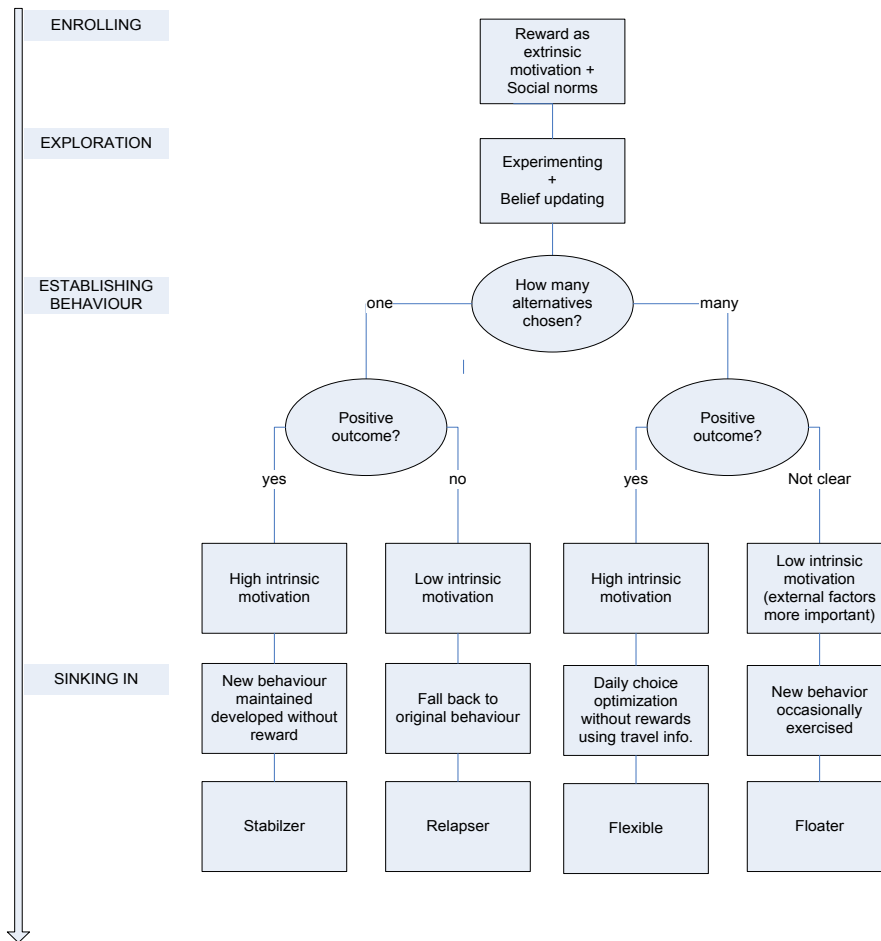 ENROLLING
Reward as
extrinsic
motivation +
Social norms
EXPLORATION
Experimenting
+
Belief updating
ESTABLISHING
BEHAVIOUR
How many
alternatives
chosen?
one
many
Positive
outcome?
Positive
outcome?
yes
no
yes
Not clear
High intrinsic
motivation
Low intrinsic
motivation
High intrinsic
motivation
Low intrinsic
motivation
(external factors
more important)
SINKING IN
New behaviour
maintained
developed without
reward
Fall back to
original behaviour
Daily choice
optimization
without rewards
using travel info.
New behavior
occasionally
exercised
Stabilzer
Relapser
Flexible
Floater